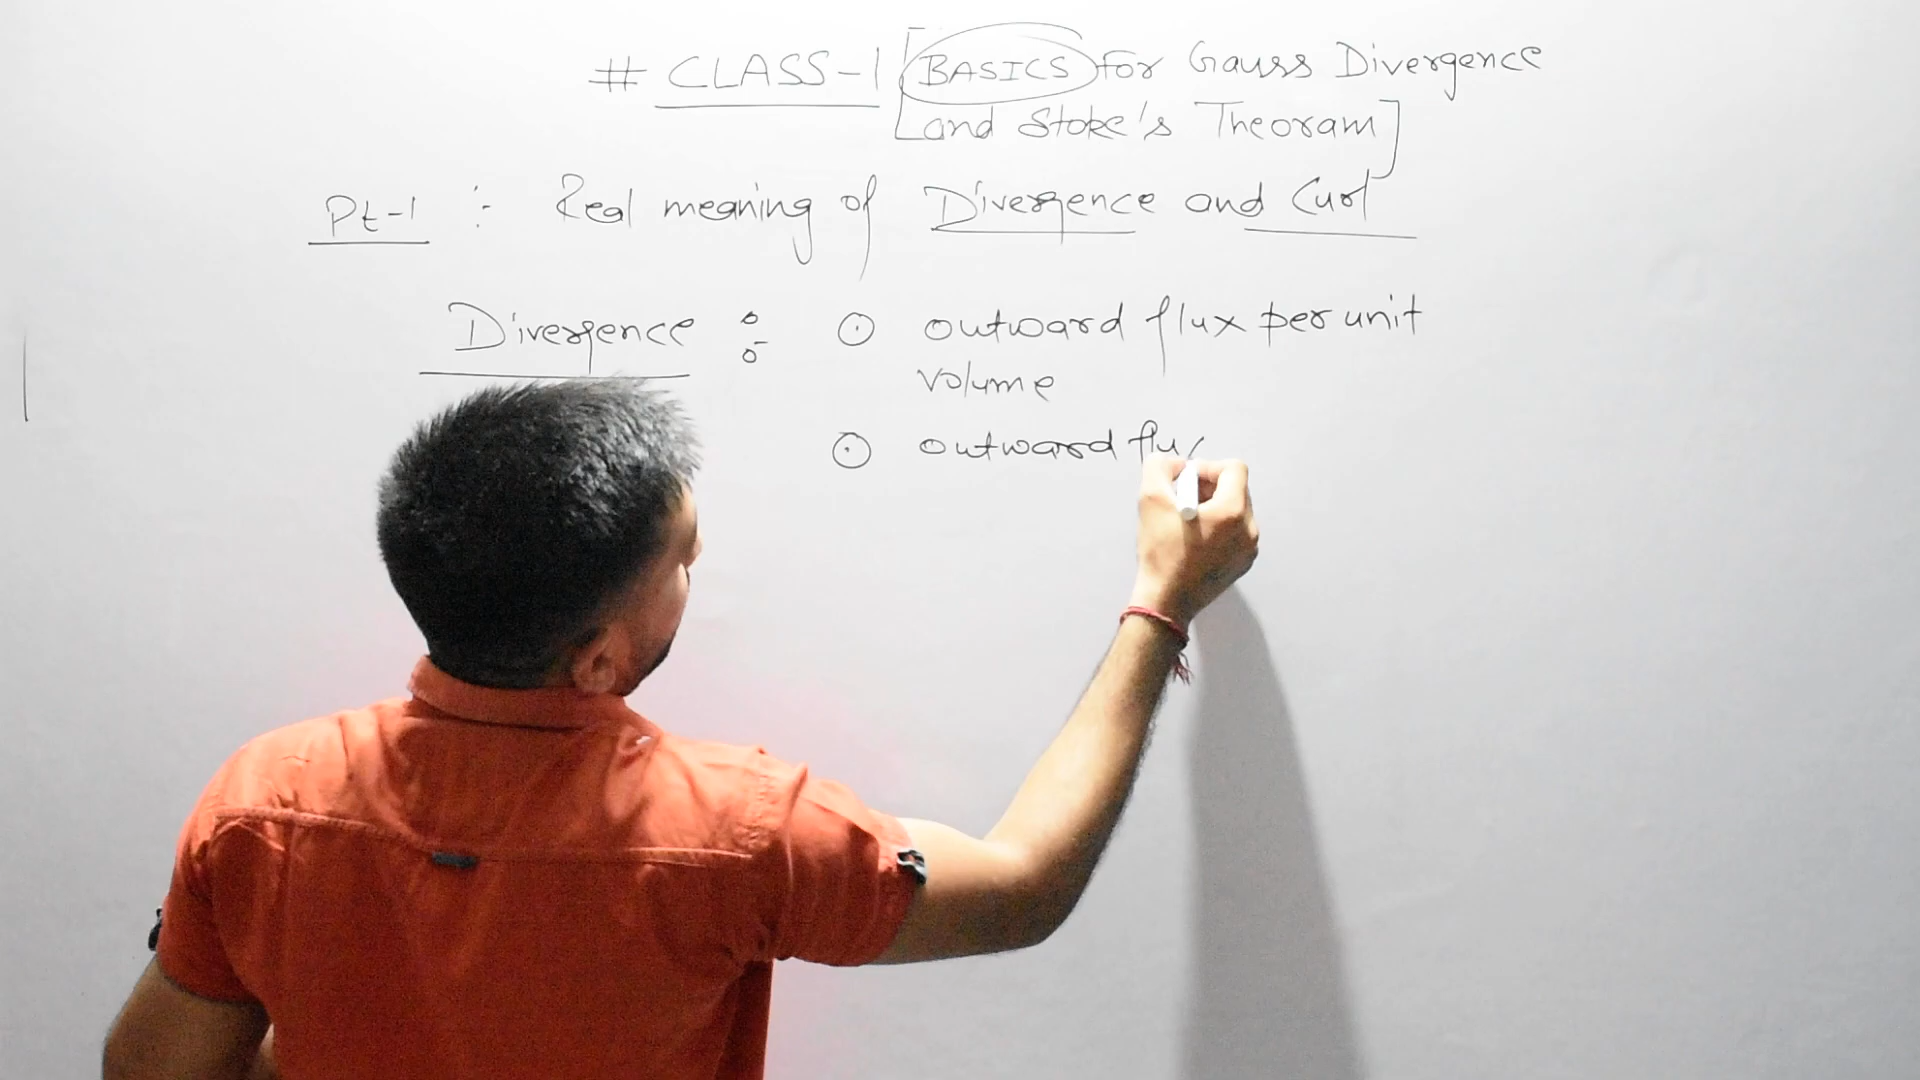 # CLASS-1 [BASICS for Gauss Divergence
and Stoke's Theoram]
Pt-1 : Real meaning of Divergence and Curl
Divergence : ⊙ outward flux per unit
volume
⊙ outward flu